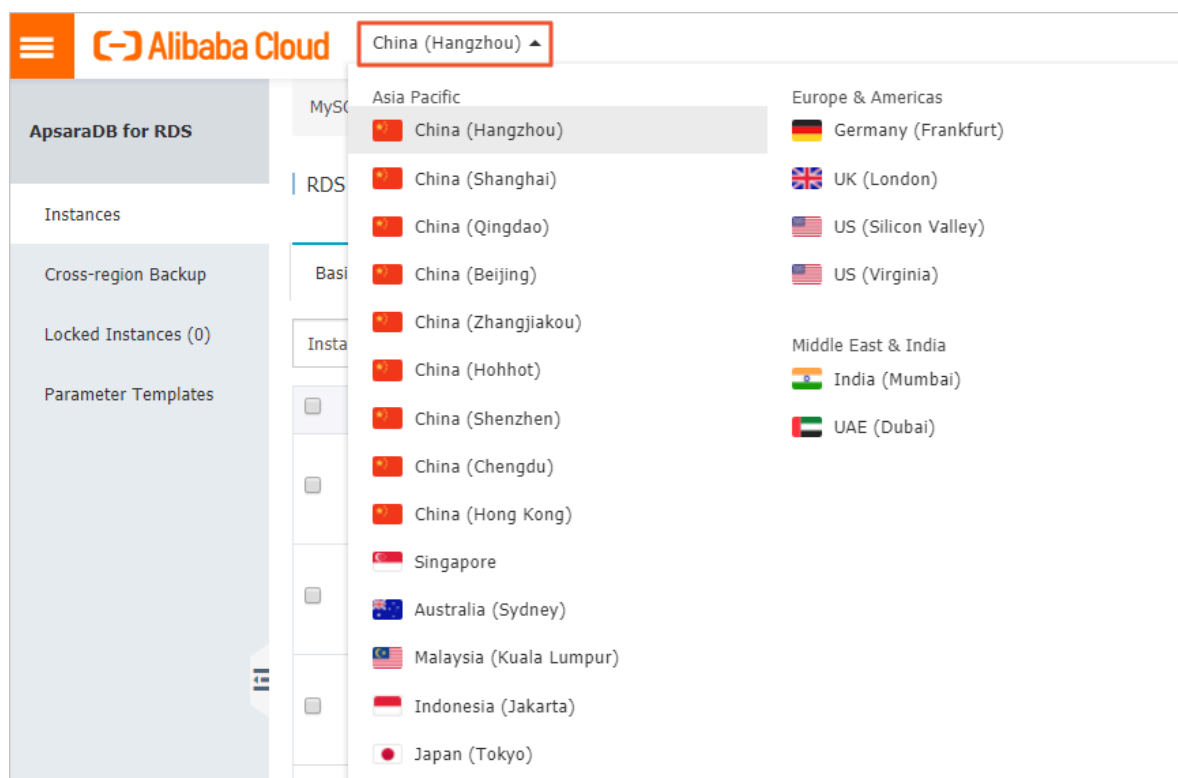 Alibaba Cloud
China (Hangzhou)
ApsaraDB for RDS
Instances
Cross-region Backup
Locked Instances (0)
Parameter Templates
RDS
Asia Pacific
China (Hangzhou)
China (Shanghai)
China (Qingdao)
China (Beijing)
China (Zhangjiakou)
China (Hohhot)
China (Shenzhen)
China (Chengdu)
China (Hong Kong)
Singapore
Australia (Sydney)
Malaysia (Kuala Lumpur)
Indonesia (Jakarta)
Japan (Tokyo)
Europe & Americas
Germany (Frankfurt)
UK (London)
US (Silicon Valley)
US (Virginia)
Middle East & India
India (Mumbai)
UAE (Dubai)